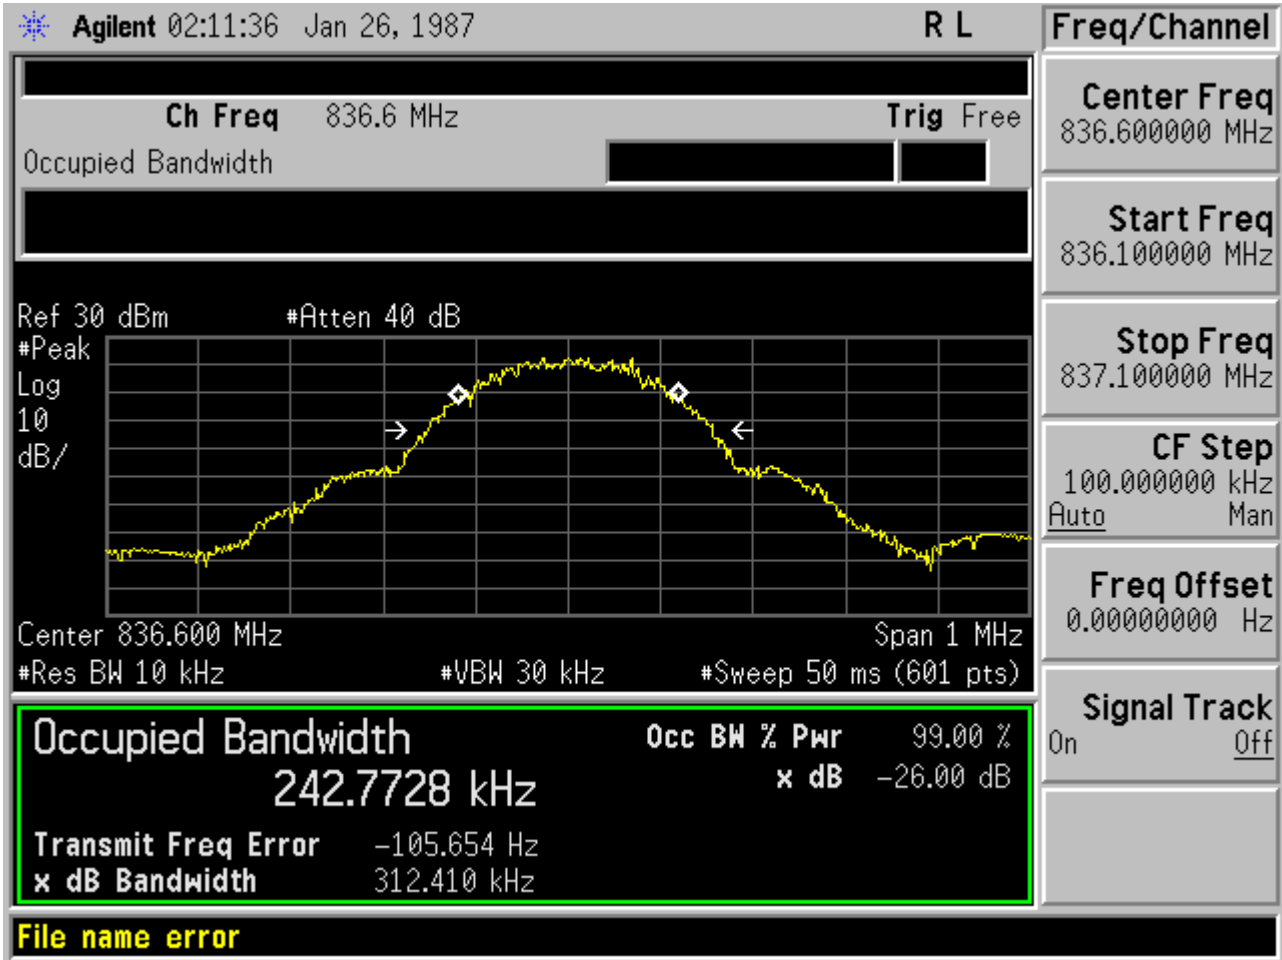 Agilent 02:11:36 Jan 26, 1987 R L
Freq/Channel
Ch Freq 836.6 MHz Trig Free
Occupied Bandwidth
Center Freq
836.600000 MHz
Start Freq
836.100000 MHz
Stop Freq
837.100000 MHz
CF Step
100.000000 kHz
Auto Man
Freq Offset
0.00000000 Hz
Signal Track
On Off
Ref 30 dBm #Atten 40 dB
#Peak
Log
10
dB/
Center 836.600 MHz Span 1 MHz
#Res BW 10 kHz #VBW 30 kHz #Sweep 50 ms (601 pts)
Occupied Bandwidth
242.7728 kHz
Occ BW % Pwr 99.00 %
x dB -26.00 dB
Transmit Freq Error -105.654 Hz
x dB Bandwidth 312.410 kHz
File name error